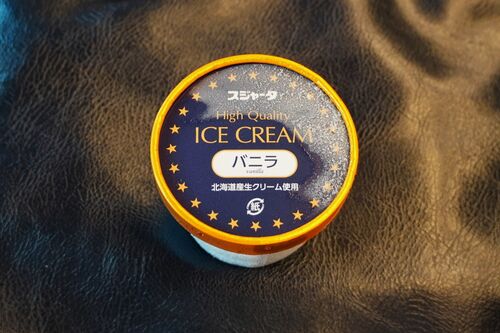 スジャータ
High Quality
ICE CREAM
バニラ
vanilla
北海道産生クリーム使用
紙